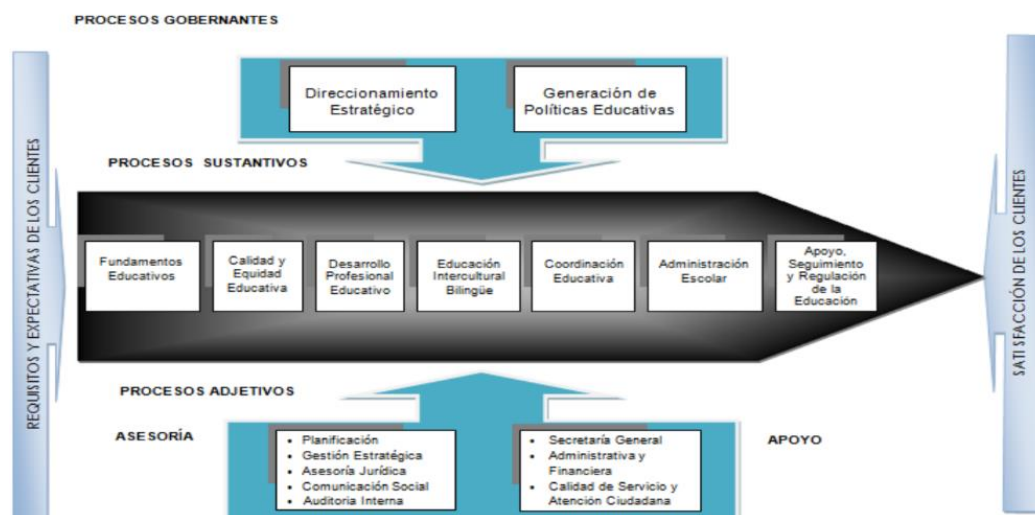 PROCESOS GOBERNANTES
REQUISITOS Y EXPECTATIVAS DE LOS CLIENTES
Direccionamiento
Estratégico
Generación de
Políticas Educativas
PROCESOS SUSTANTIVOS
Fundamentos
Educativos
Calidad y
Equidad
Educativa
Desarrollo
Profesional
Educativo
Educación
Intercultural
Bilingüe
Coordinación
Educativa
Administración
Escolar
Apoyo,
Seguimiento
y Regulación
de la
Educación
SATISFACCIÓN DE LOS CLIENTES
PROCESOS ADJETIVOS
ASESORÍA
• Planificación
• Gestión Estratégica
• Asesoría Jurídica
• Comunicación Social
• Auditoria Interna
• Secretaría General
• Administrativa y
Financiera
• Calidad de Servicio y
Atención Ciudadana
APOYO